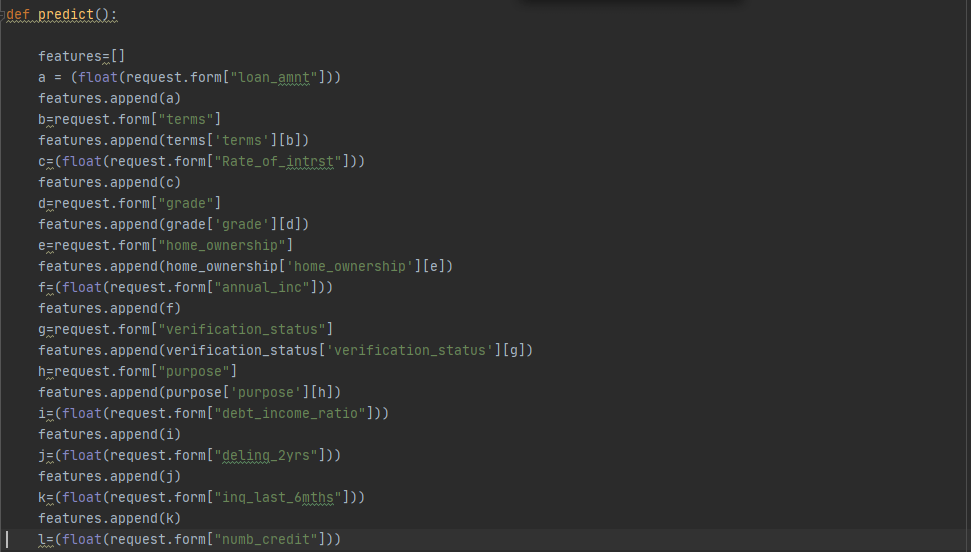 def predict():
features=[]
a = (float(request.form["loan_amnt"]))
features.append(a)
b=request.form["terms"]
features.append(terms['terms'][b])
c=(float(request.form["Rate_of_intrst"]))
features.append(c)
d=request.form["grade"]
features.append(grade['grade'][d])
e=request.form["home_ownership"]
features.append(home_ownership['home_ownership'][e])
f=(float(request.form["annual_inc"]))
features.append(f)
g=request.form["verification_status"]
features.append(verification_status['verification_status'][g])
h=request.form["purpose"]
features.append(purpose['purpose'][h])
i=(float(request.form["debt_income_ratio"]))
features.append(i)
j=(float(request.form["delinq_2yrs"]))
features.append(j)
k=(float(request.form["inq_last_6mths"]))
features.append(k)
l=(float(request.form["numb_credit"]))